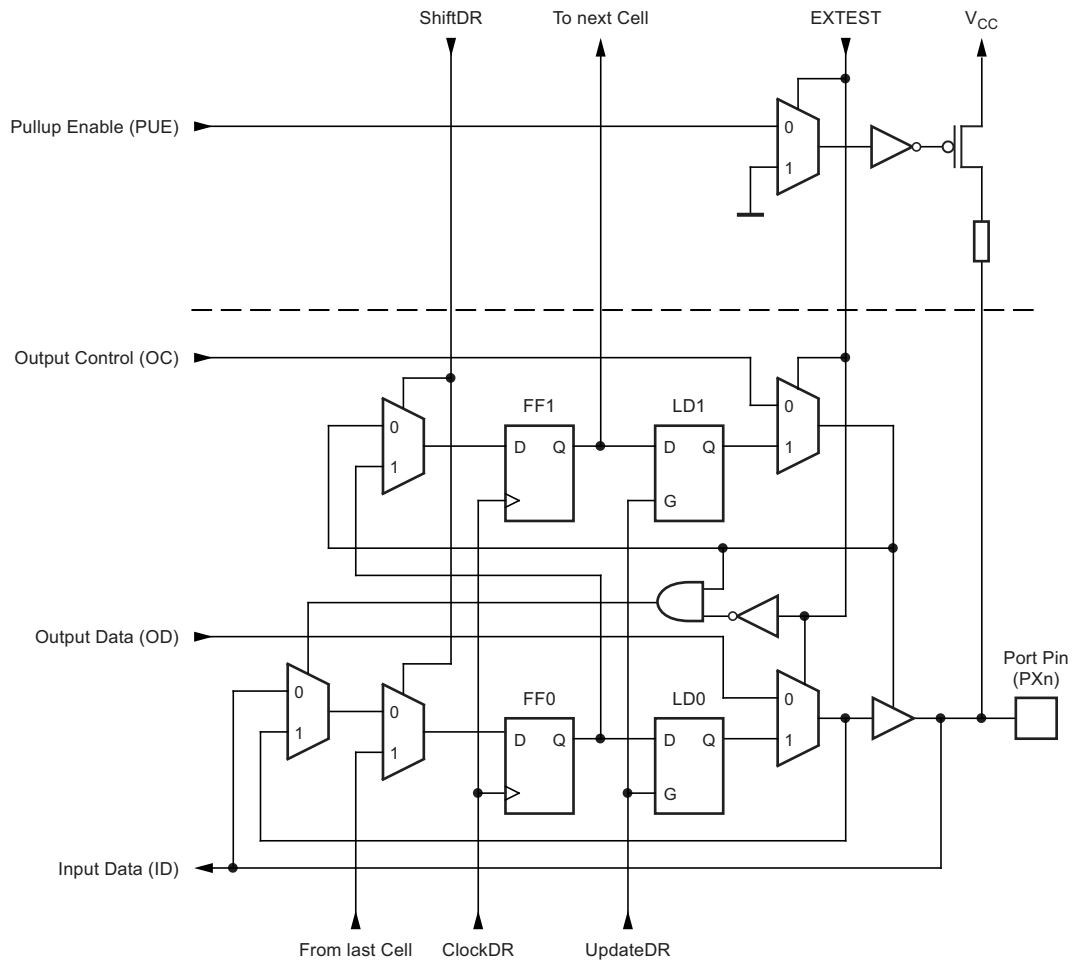 ShiftDR
To next Cell
EXTEST
VCC
Pullup Enable (PUE)
0
1
Output Control (OC)
FF1
LD1
0
0
1
D
Q
D
Q
1
G
Output Data (OD)
Port Pin
(PXn)
0
1
0
1
FF0
LD0
D
Q
D
Q
0
1
G
Input Data (ID)
From last Cell
ClockDR
UpdateDR